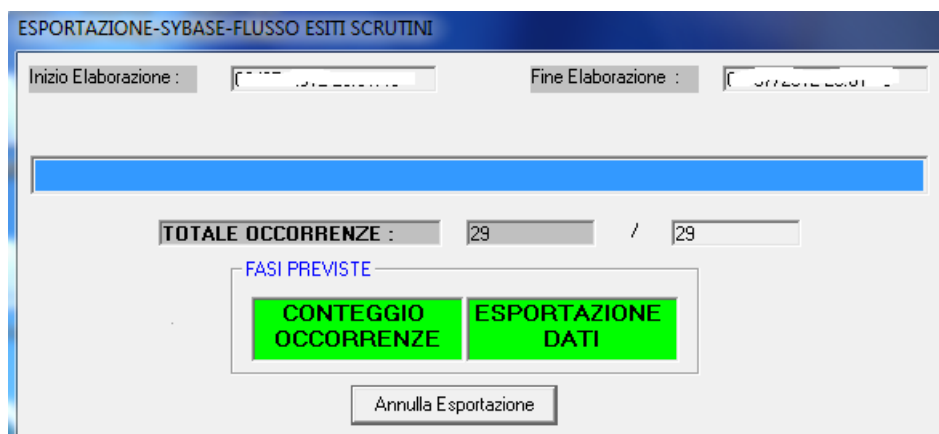 ESPORTAZIONE-SYBASE-FLUSSO ESITI SCRUTINI
Inizio Elaborazione :
Fine Elaborazione :
TOTALE OCCORRENZE : 29 / 29
FASI PREVISTE
CONTEGGIO
OCCORRENZE
ESPORTAZIONE
DATI
Annulla Esportazione